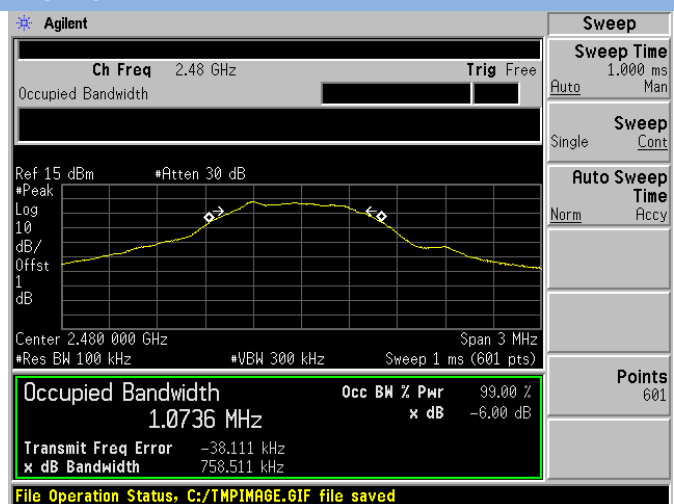 Agilent
Sweep
Ch Freq 2.48 GHz Trig Free
Occupied Bandwidth
Sweep Time
1.000 ms
Auto Man
Sweep
Single Cont
Auto Sweep
Time
Norm Accy
Ref 15 dBm #Atten 30 dB
#Peak
Log
10
dB/
Offst
1
dB
Center 2.480 000 GHz Span 3 MHz
#Res BW 100 kHz #VBW 300 kHz Sweep 1 ms (601 pts)
Points
601
Occupied Bandwidth Occ BW % Pwr 99.00 %
1.0736 MHz x dB -6.00 dB
Transmit Freq Error -38.111 kHz
x dB Bandwidth 758.511 kHz
File Operation Status, C:/TMPIMAGE.GIF file saved